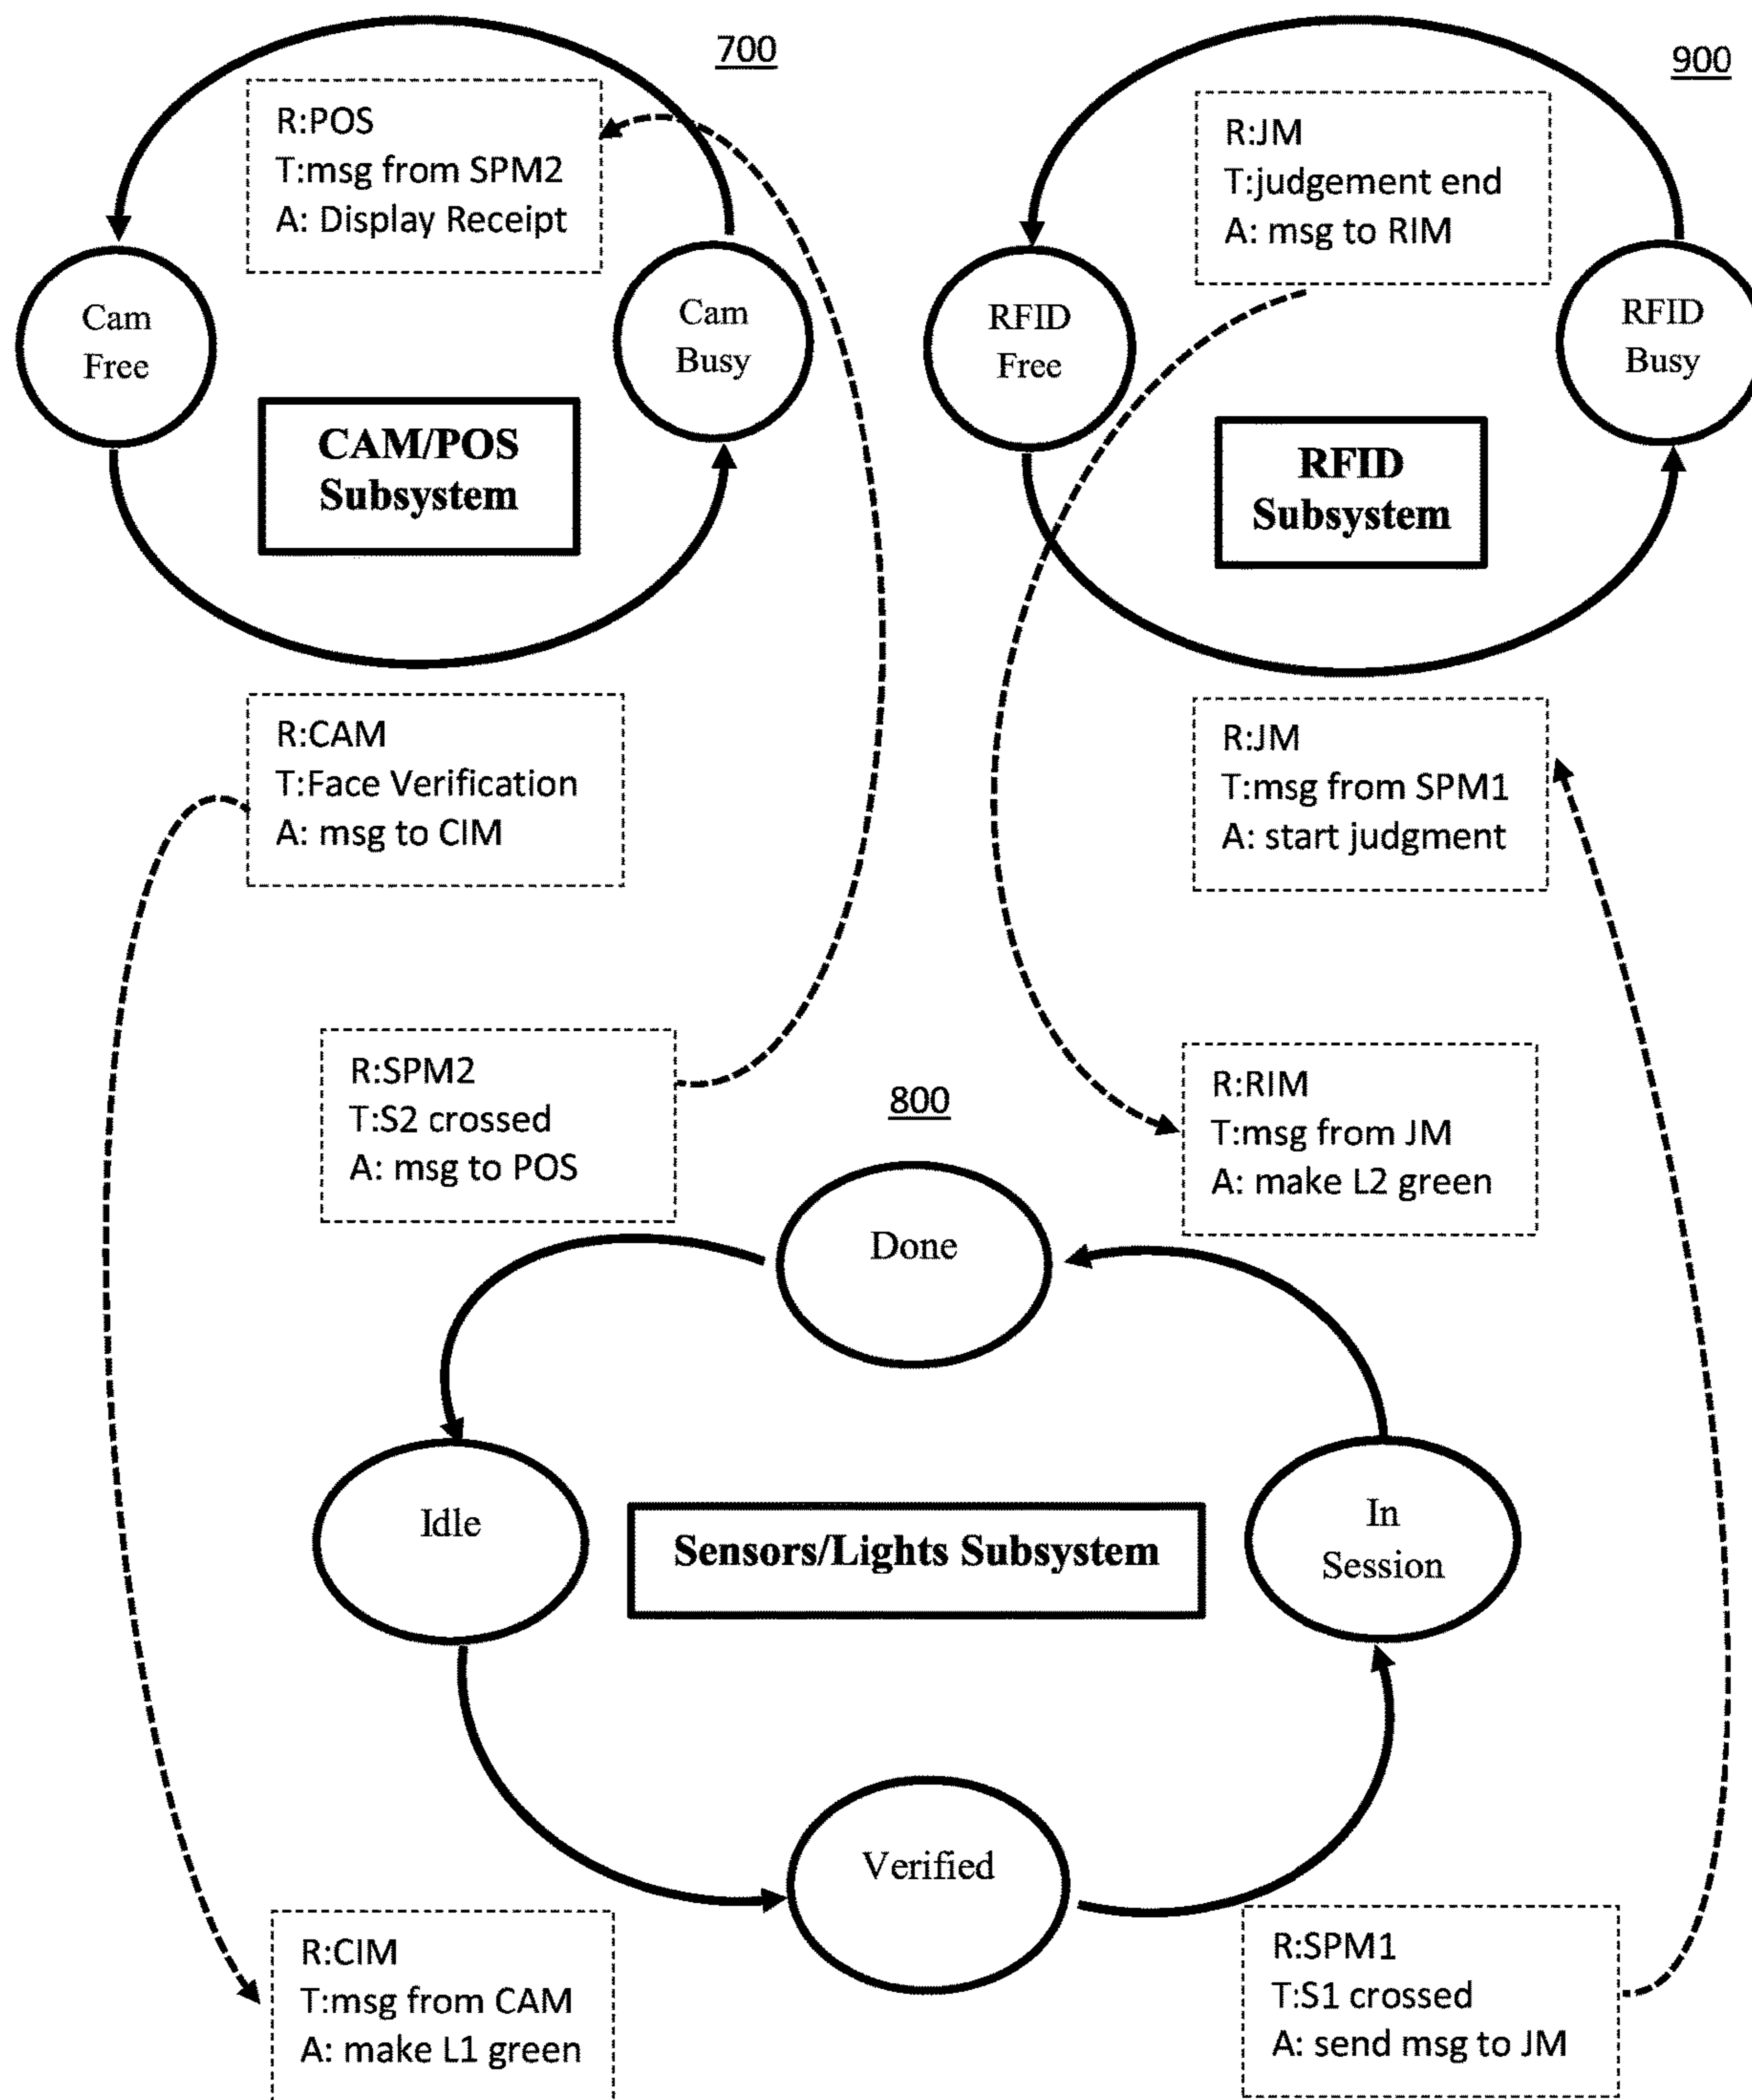 700
900
R:POS
T:msg from SPM2
A: Display Receipt
R:JM
T:judgement end
A: msg to RIM
Cam
Free
Cam
Busy
RFID
Free
RFID
Busy
CAM/POS
Subsystem
RFID
Subsystem
R:CAM
T:Face Verification
A: msg to CIM
R:JM
T:msg from SPM1
A: start judgment
R:SPM2
T:S2 crossed
A: msg to POS
800
R:RIM
T:msg from JM
A: make L2 green
Done
Idle
Sensors/Lights Subsystem
In
Session
Verified
R:CIM
T:msg from CAM
A: make L1 green
R:SPM1
T:S1 crossed
A: send msg to JM